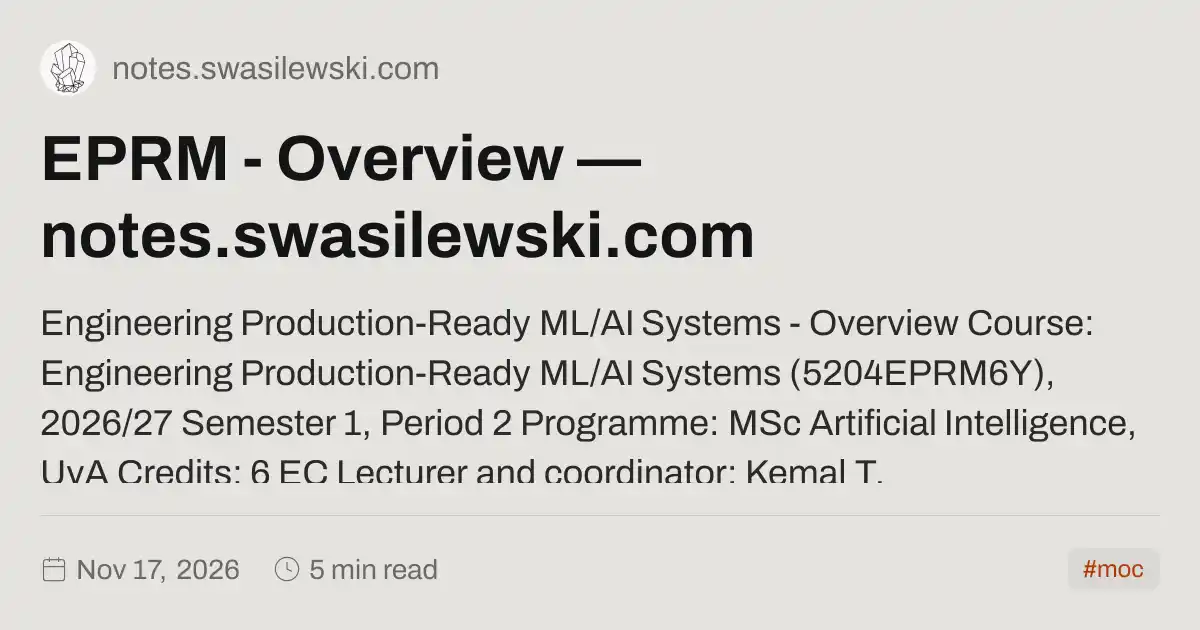 notes.swasilewski.com
EPRM - Overview —
notes.swasilewski.com
Engineering Production-Ready ML/AI Systems - Overview Course:
Engineering Production-Ready ML/AI Systems (5204EPRM6Y),
2026/27 Semester 1, Period 2 Programme: MSc Artificial Intelligence,
UvA Credits: 6 EC Lecturer and coordinator: Kemal T.
Nov 17, 2026 5 min read
#moc